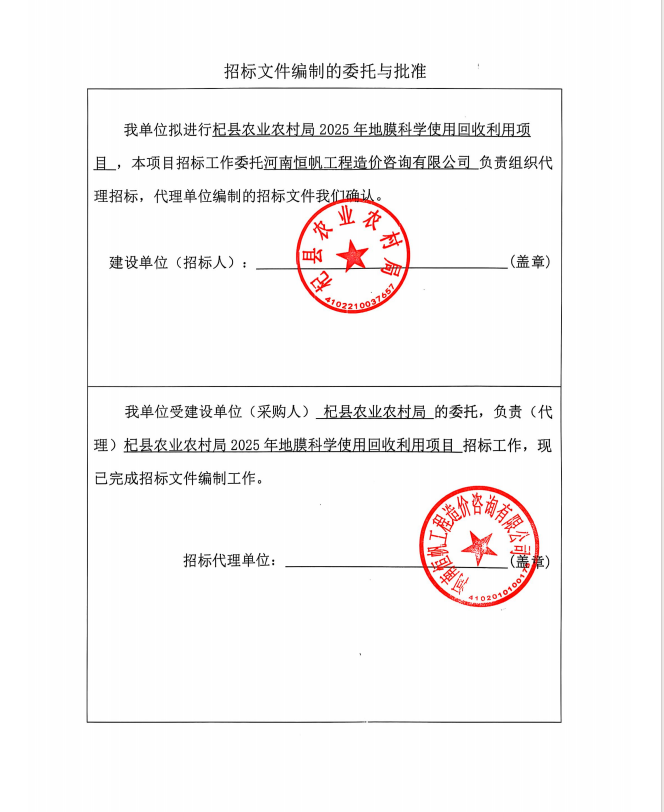 招标文件编制的委托与批准
我单位拟进行杞县农业农村局 2025 年地膜科学使用回收利用项
目 ，本项目招标工作委托河南恒帆工程造价咨询有限公司 负责组织代
理招标，代理单位编制的招标文件我们确认。
杞县农业农村局
建设单位（招标人）：(盖章)
4102210037657
我单位受建设单位（采购人） 杞县农业农村局 的委托，负责（代
理）杞县农业农村局 2025 年地膜科学使用回收利用项目 招标工作，现
已完成招标文件编制工作。
河南恒帆工程造价咨询有限公司
招标代理单位：(盖章)